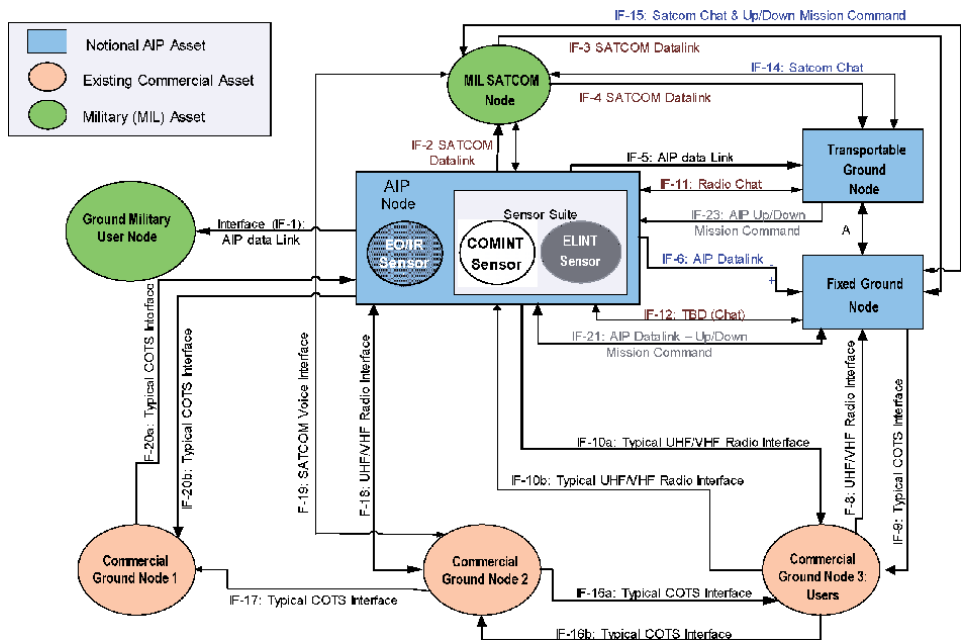 IF-15: Satcom Chat & Up/Down Mission Command
Notional AIP Asset
Existing Commercial Asset
Military (MIL) Asset
IF-3 SATCOM Datalink
MIL SATCOM
Node
IF-14: Satcom Chat
IF-4 SATCOM Datalink
IF-2 SATCOM
Datalink
IF-5: AIP data Link
Transportable
Ground
Node
AIP
Node
Sensor Suite
IF-11: Radio Chat
Ground Military
User Node
Interface (IF-1):
AIP data Link
EO/IR
Sensor
COMINT
Sensor
ELINT
Sensor
IF-23: AIP Up/Down
Mission Command
A
IF-6: AIP Datalink
-
+
Fixed Ground
Node
IF-12: TBD (Chat)
IF-21: AIP Datalink – Up/Down
Mission Command
IF-20a: Typical COTS Interface
IF-20b: Typical COTS Interface
F-19: SATCOM Voice Interface
F-18: UHF/VHF Radio Interface
IF-10a: Typical UHF/VHF Radio Interface
IF-10b: Typical UHF/VHF Radio Interface
F-8: UHF/VHF Radio Interface
IF-9: Typical COTS Interface
Commercial
Ground Node 1
Commercial
Ground Node 2
Commercial
Ground Node 3:
Users
IF-17: Typical COTS Interface
IF-16a: Typical COTS Interface
IF-16b: Typical COTS Interface